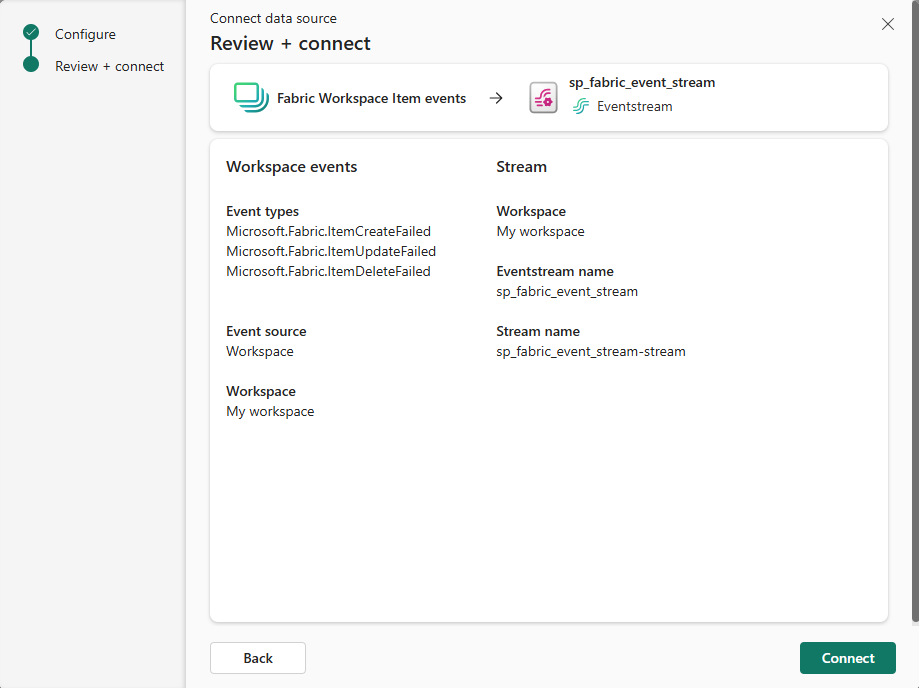 Configure
Review + connect
Connect data source
Review + connect
Fabric Workspace Item events
sp_fabric_event_stream
Eventstream
Workspace events
Event types
Microsoft.Fabric.ItemCreateFailed
Microsoft.Fabric.ItemUpdateFailed
Microsoft.Fabric.ItemDeleteFailed
Event source
Workspace
Workspace
My workspace
Stream
Workspace
My workspace
Eventstream name
sp_fabric_event_stream
Stream name
sp_fabric_event_stream-stream
Back
Connect